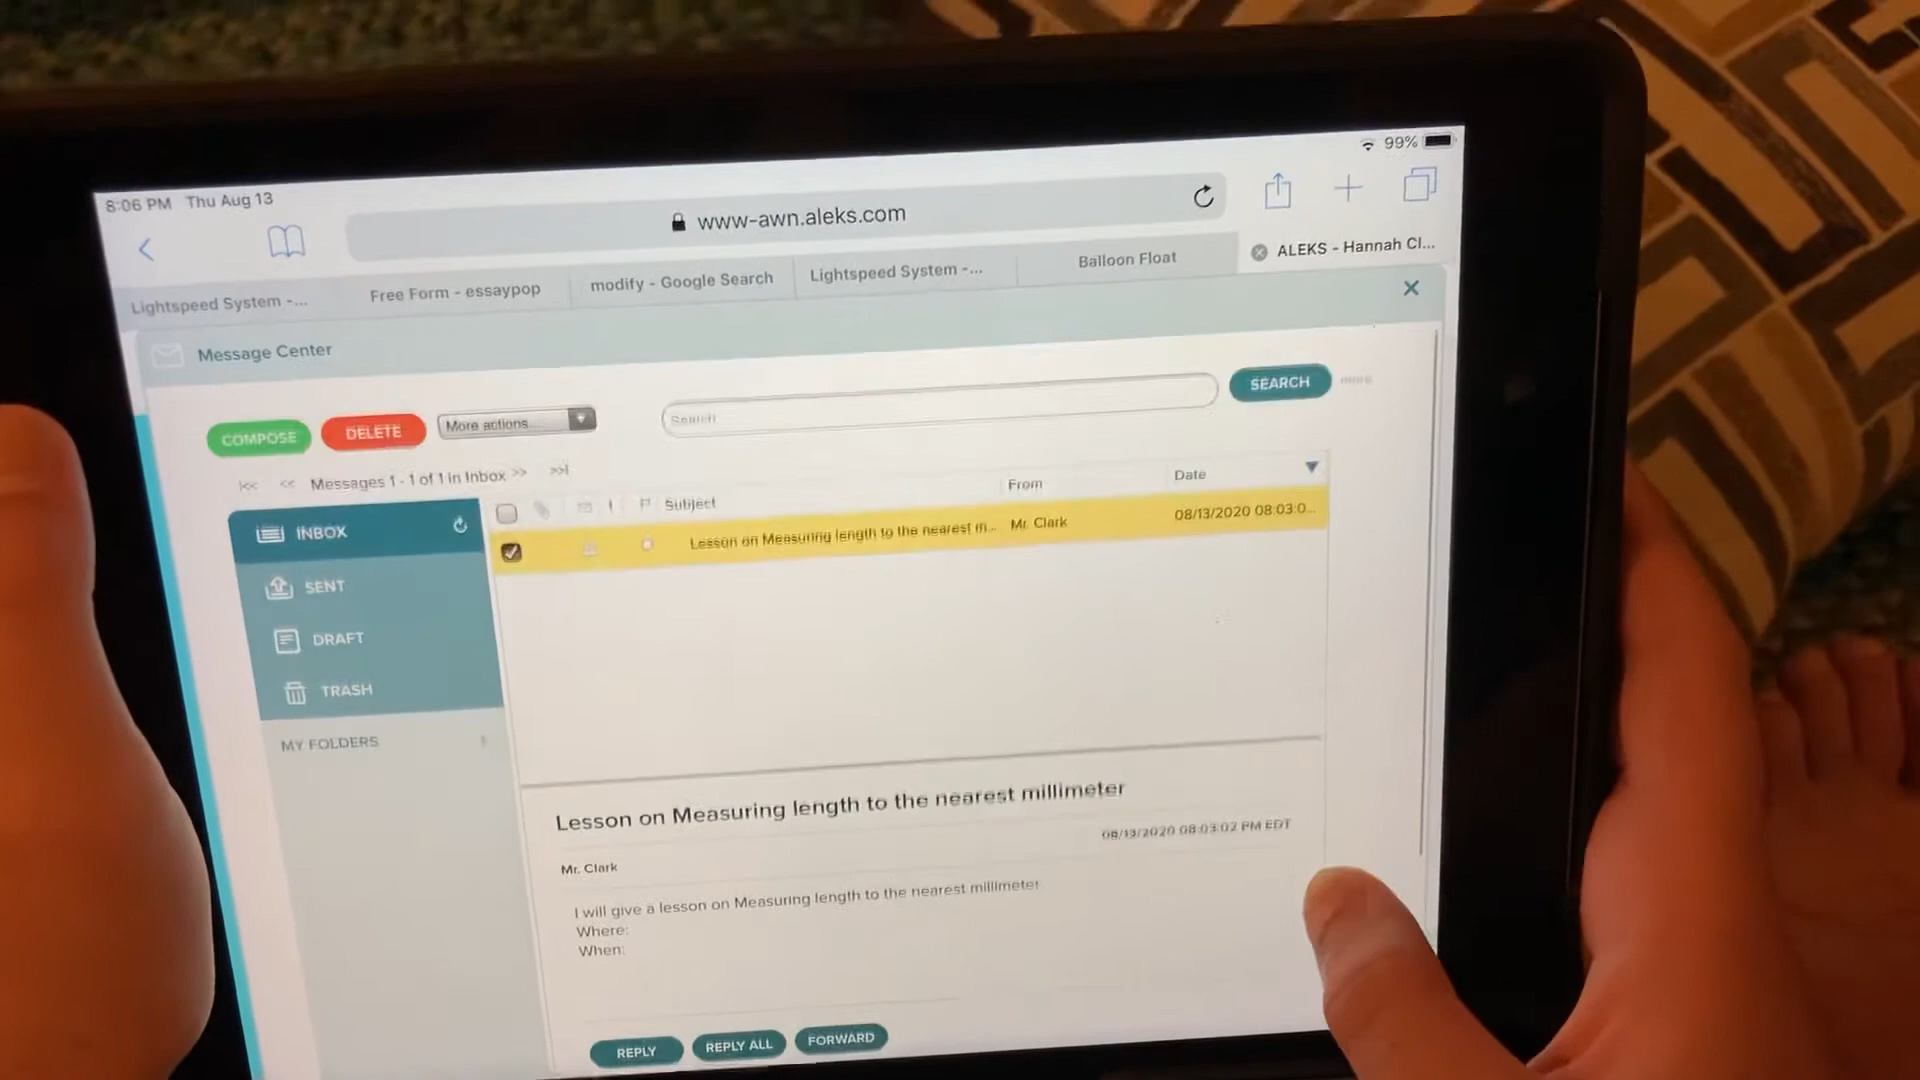 8:06 PM Thu Aug 13
99%
www-awn.aleks.com
Lightspeed System -...
Free Form - essaypop
modify - Google Search
Lightspeed System -...
Balloon Float
ALEKS - Hannah Cl...
Message Center
COMPOSE
DELETE
More actions...
Search
SEARCH
more
Messages 1 - 1 of 1 in Inbox
Subject
From
Date
INBOX
Lesson on Measuring length to the nearest m...
Mr. Clark
08/13/2020 08:03:0...
SENT
DRAFT
TRASH
MY FOLDERS
Lesson on Measuring length to the nearest millimeter
08/13/2020 08:03:02 PM EDT
Mr. Clark
I will give a lesson on Measuring length to the nearest millimeter
Where:
When:
REPLY
REPLY ALL
FORWARD